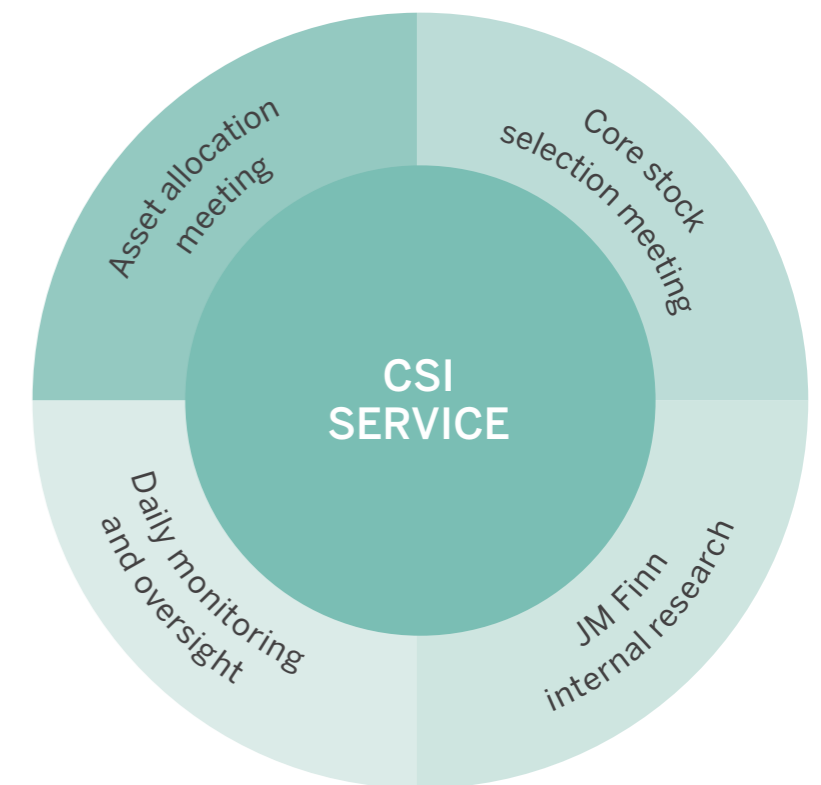 Asset allocation
meeting
Core stock
selection meeting
CSI
SERVICE
Daily monitoring
and oversight
JM Finn
internal research